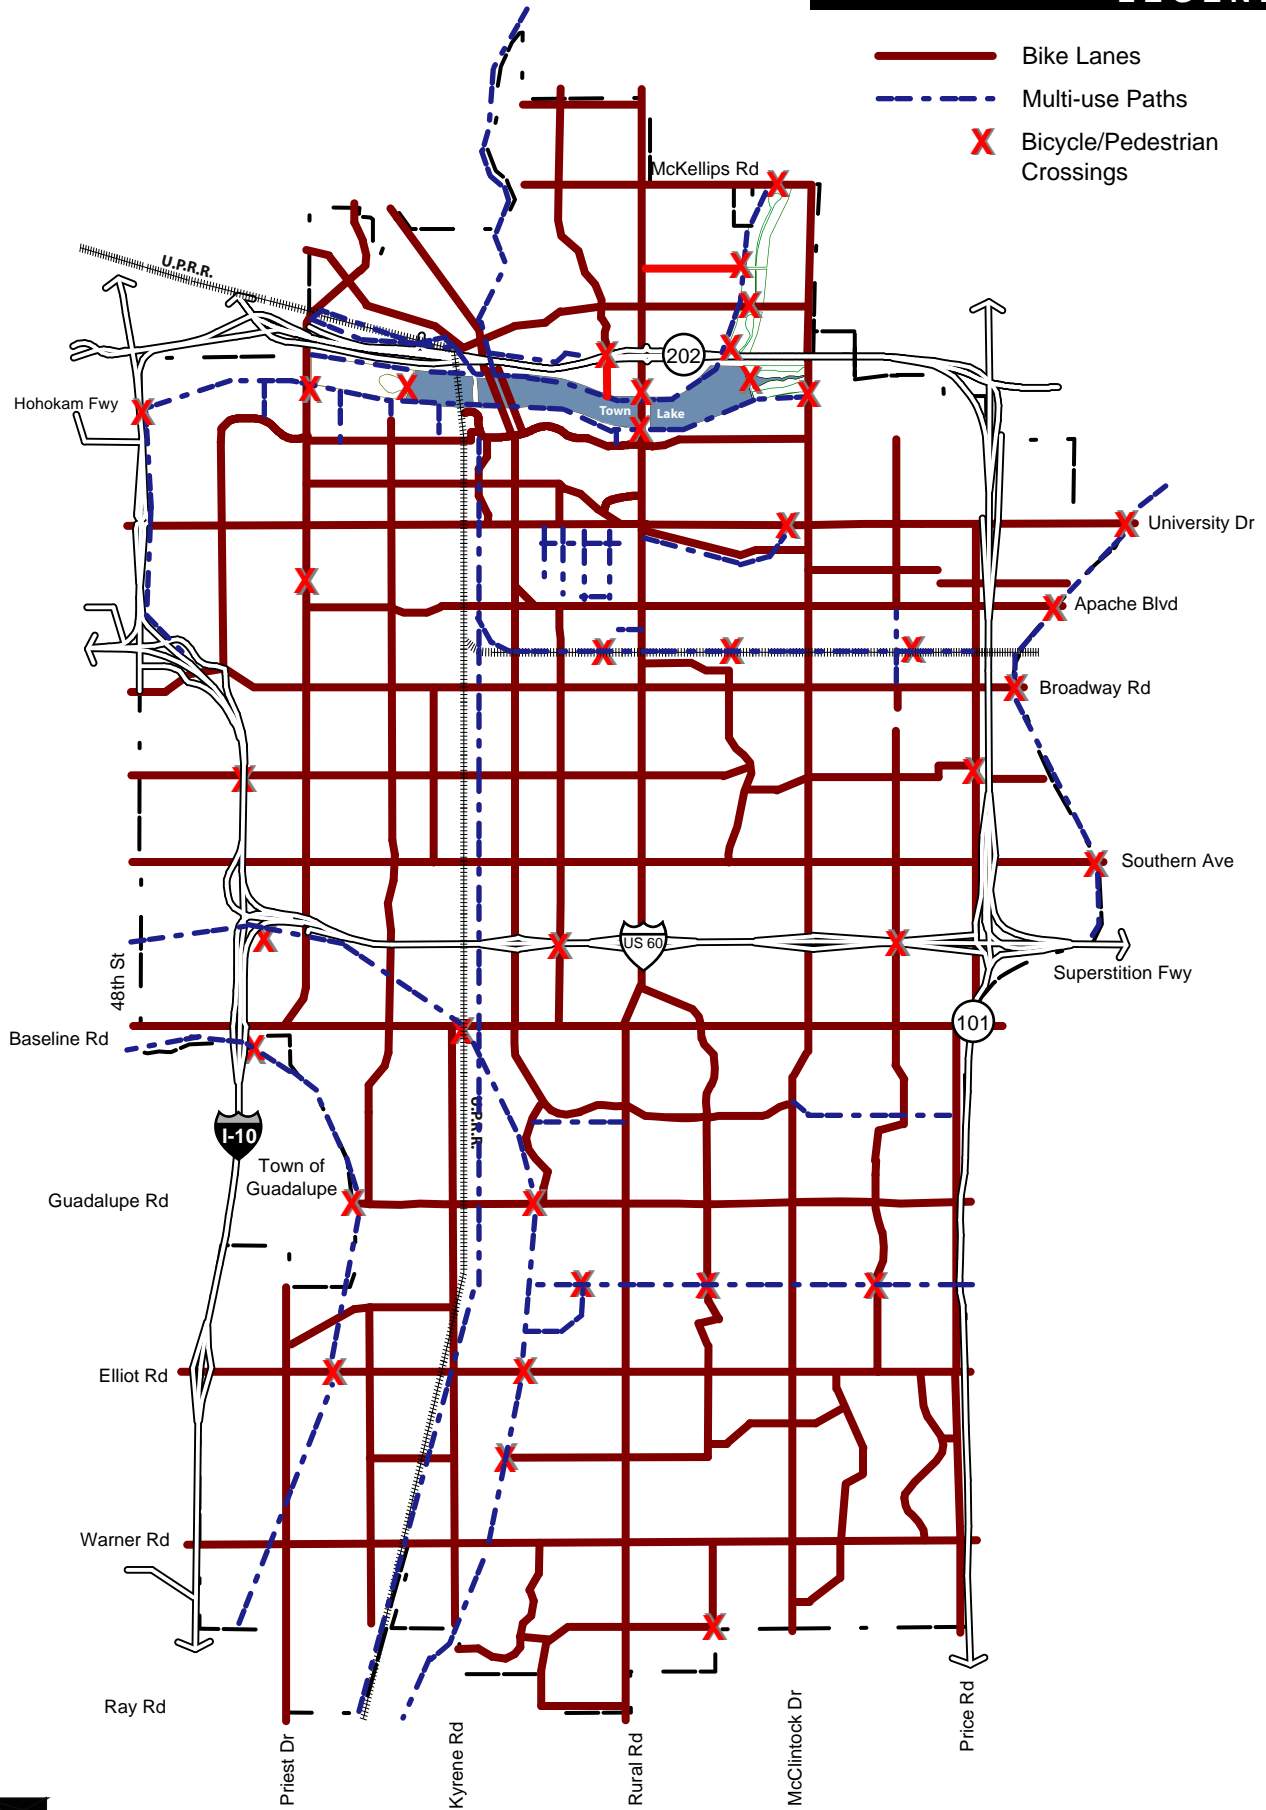 Bike Lanes
Multi-use Paths
Bicycle/Pedestrian
Crossings
McKellips Rd
U.P.R.R.
202
Hohokam Fwy
Town
Lake
University Dr
Apache Blvd
Broadway Rd
Southern Ave
US 60
48th St
Superstition Fwy
101
Baseline Rd
U.P.R.R.
I-10
Town of
Guadalupe
Guadalupe Rd
Elliot Rd
Warner Rd
Ray Rd
Priest Dr
Kyrene Rd
Rural Rd
McClintock Dr
Price Rd